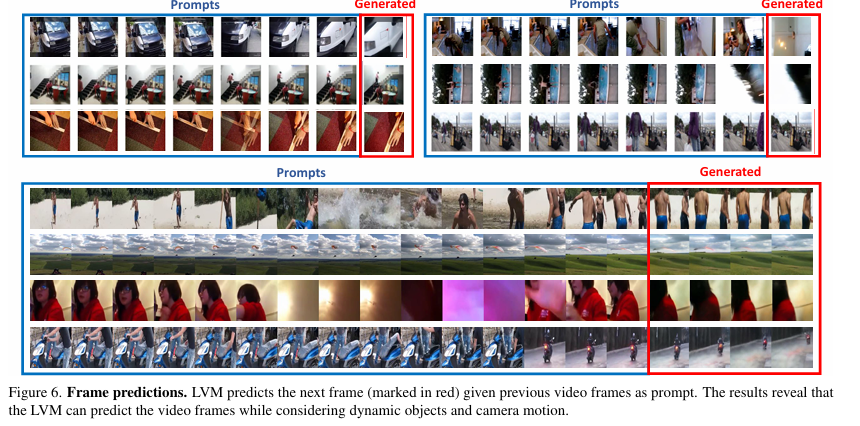 Prompts
Generated
Prompts
Generated
Prompts
Generated
Figure 6. Frame predictions. LVM predicts the next frame (marked in red) given previous video frames as prompt. The results reveal that
the LVM can predict the video frames while considering dynamic objects and camera motion.